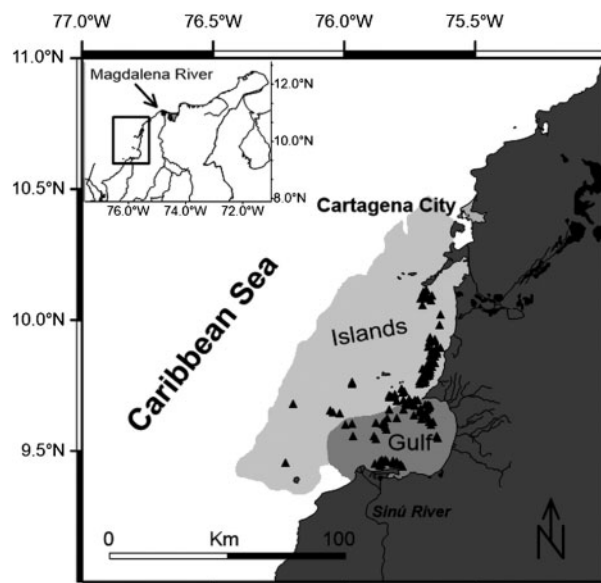 77.0°W 76.5°W 76.0°W 75.5°W
11.0°N
Magdalena River
12.0°N
10.0°N
8.0°N
76.0°W 74.0°W 72.0°W
10.5°N
Cartagena City
Caribbean Sea
10.0°N
Islands
9.5°N
Gulf
Sinú River
0 Km 100
N